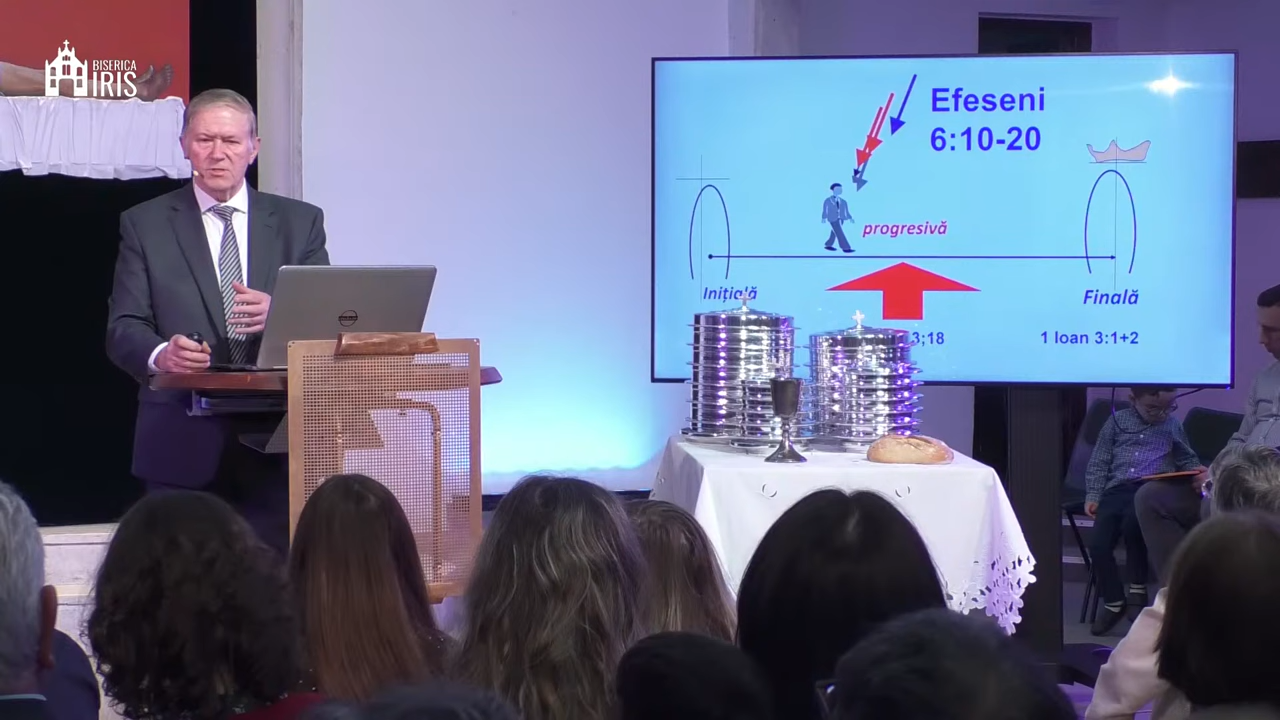 BISERICA
IRIS
Efeseni
6:10-20
progresivă
Inițială
Finală
3;18
1 Ioan 3:1+2